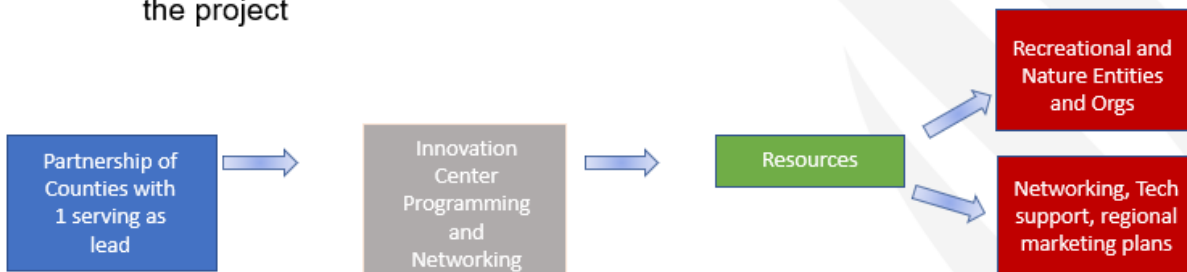 the project
Partnership of
Counties with
1 serving as
lead
Innovation
Center
Programming
and
Networking
Resources
Recreational and
Nature Entities
and Orgs
Networking, Tech
support, regional
marketing plans